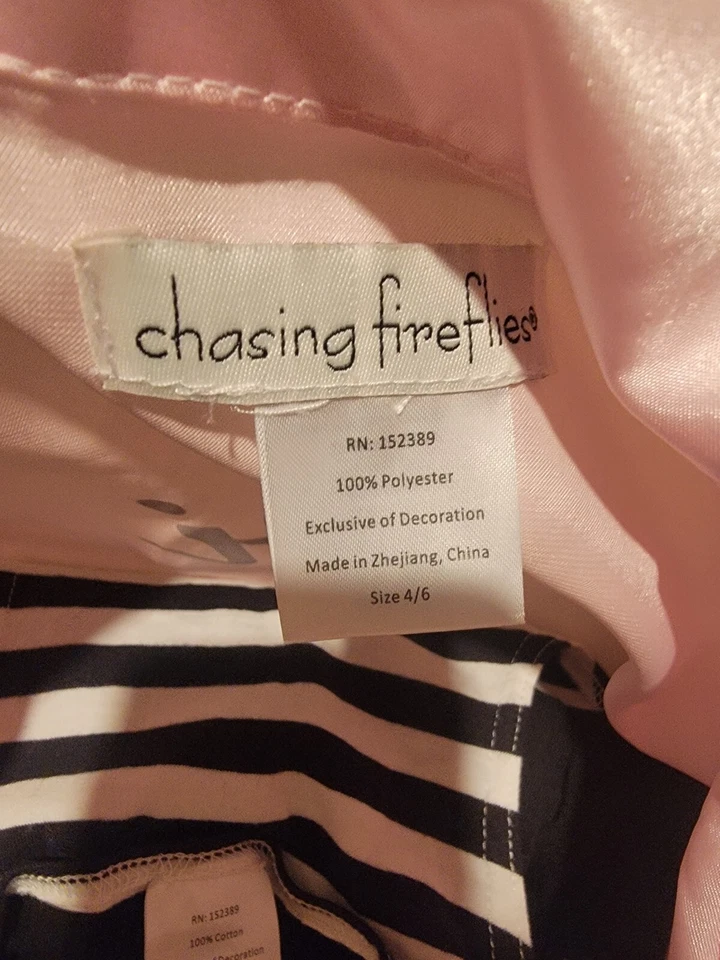 chasing fireflies®
RN: 152389
100% Polyester
Exclusive of Decoration
Made in Zhejiang, China
Size 4/6
RN: 152389
100% Cotton
Decoration